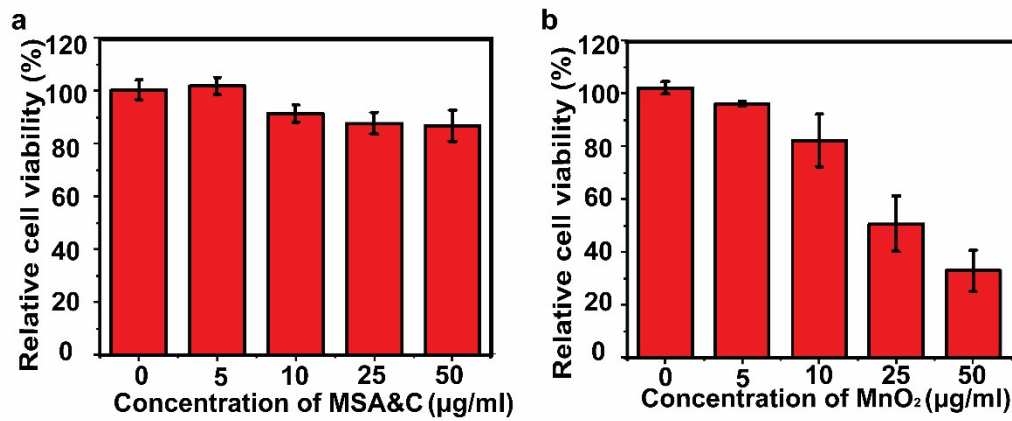 a
Relative cell viability (%)
120
100
80
60
40
20
0
0 5 10 25 50
Concentration of MSA&C (μg/ml)
b
Relative cell viability (%)
120
100
80
60
40
20
0
0 5 10 25 50
Concentration of MnO₂ (μg/ml)